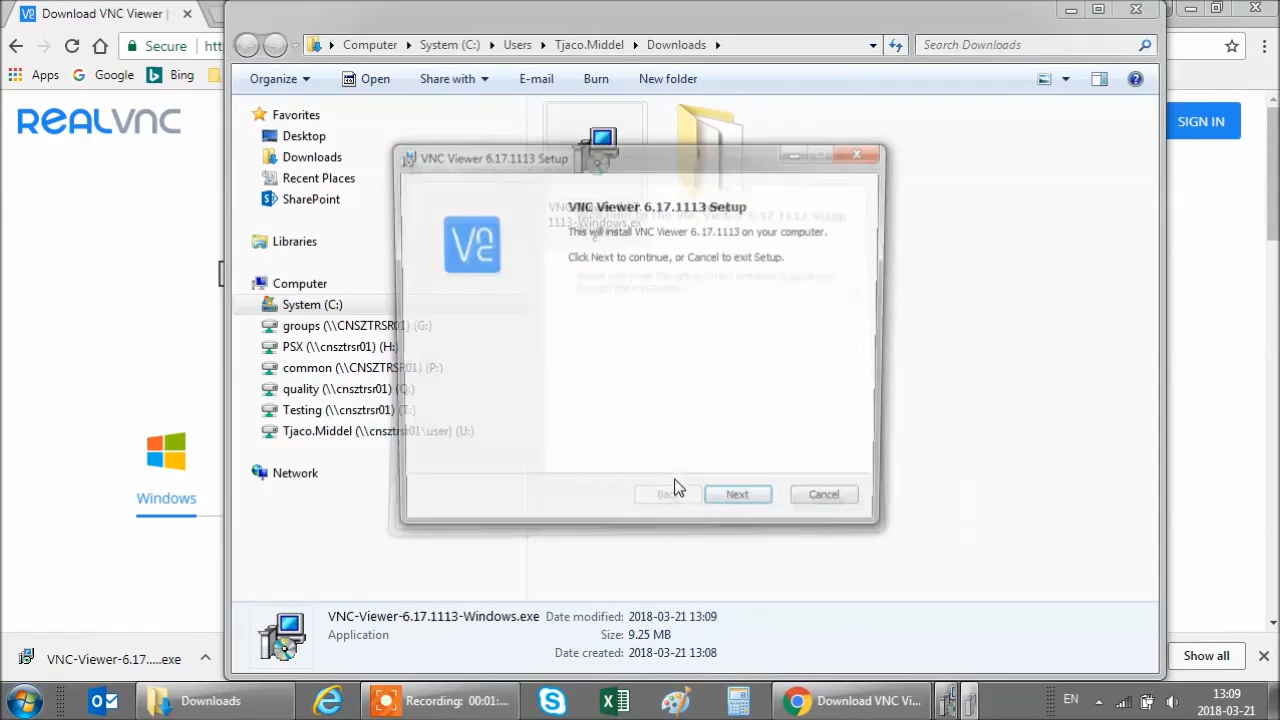 Download VNC Viewer
Secure
htt
Apps
Google
Bing
REALVNC
SIGN IN
Windows
Computer
System (C:)
Users
Tjaco.Middel
Downloads
Search Downloads
Organize
Open
Share with
E-mail
Burn
New folder
Favorites
Desktop
Downloads
Recent Places
SharePoint
Libraries
Computer
System (C:)
groups (\\CNSZTRSR01) (G:)
PSX (\\cnsztrsr01) (H:)
common (\\CNSZTRSR01) (P:)
quality (\\cnsztrsr01) (Q:)
Testing (\\cnsztrsr01) (T:)
Tjaco.Middel (\\cnsztrsr01\user) (U:)
Network
VNC Viewer 6.17.1113 Setup
VNC Viewer 6.17.1113 Setup
This will install VNC Viewer 6.17.1113 on your computer.
Click Next to continue, or Cancel to exit Setup.
Back
Next
Cancel
VNC-Viewer-6.17.1113-Windows.exe
Date modified: 2018-03-21 13:09
Application
Size: 9.25 MB
Date created: 2018-03-21 13:08
VNC-Viewer-6.17.....exe
Show all
Downloads
Recording: 00:01:...
Download VNC Vi...
EN
13:09
2018-03-21